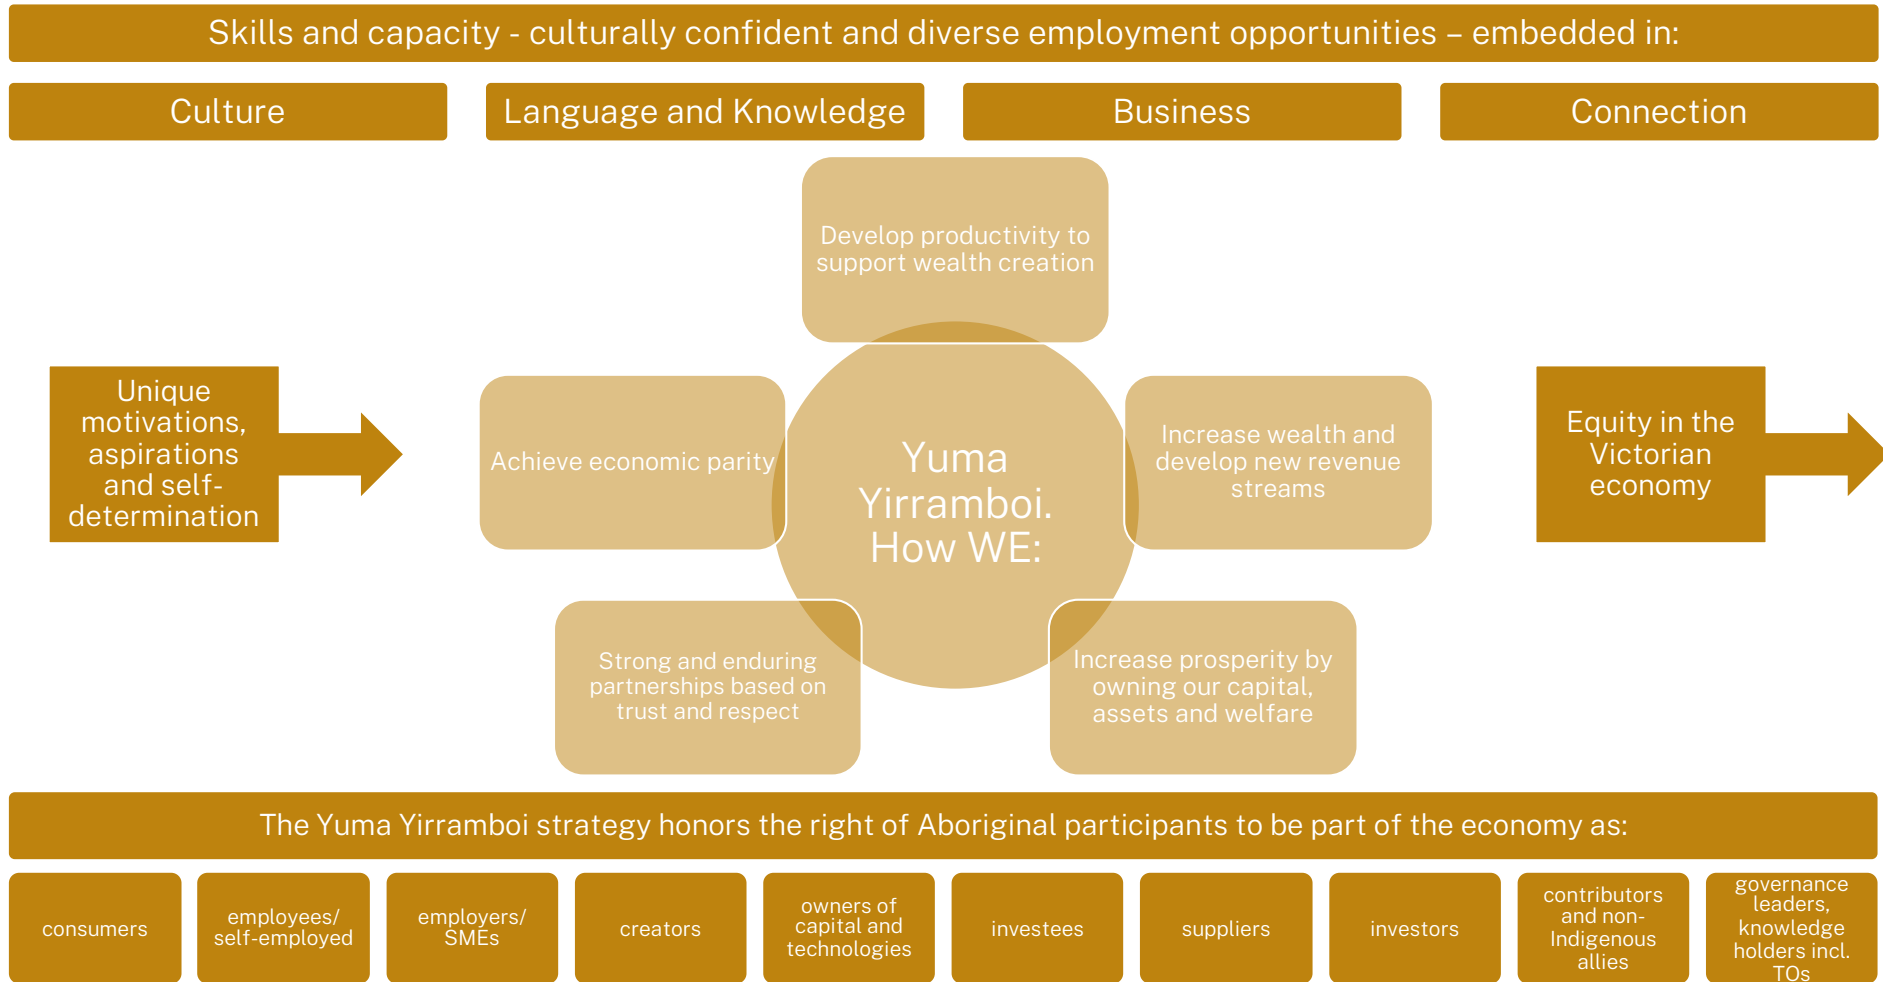 Skills and capacity - culturally confident and diverse employment opportunities – embedded in:
Culture
Language and Knowledge
Business
Connection
Develop productivity to
support wealth creation
Unique
motivations,
aspirations
and self-
determination
Achieve economic parity
Yuma
Yirramboi.
How WE:
Increase wealth and
develop new revenue
streams
Equity in the
Victorian
economy
Strong and enduring
partnerships based on
trust and respect
Increase prosperity by
owning our capital,
assets and welfare
The Yuma Yirramboi strategy honors the right of Aboriginal participants to be part of the economy as:
consumers
employees/
self-employed
employers/
SMEs
creators
owners of
capital and
technologies
investees
suppliers
investors
contributors
and non-
Indigenous
allies
governance
leaders,
knowledge
holders incl.
TOs